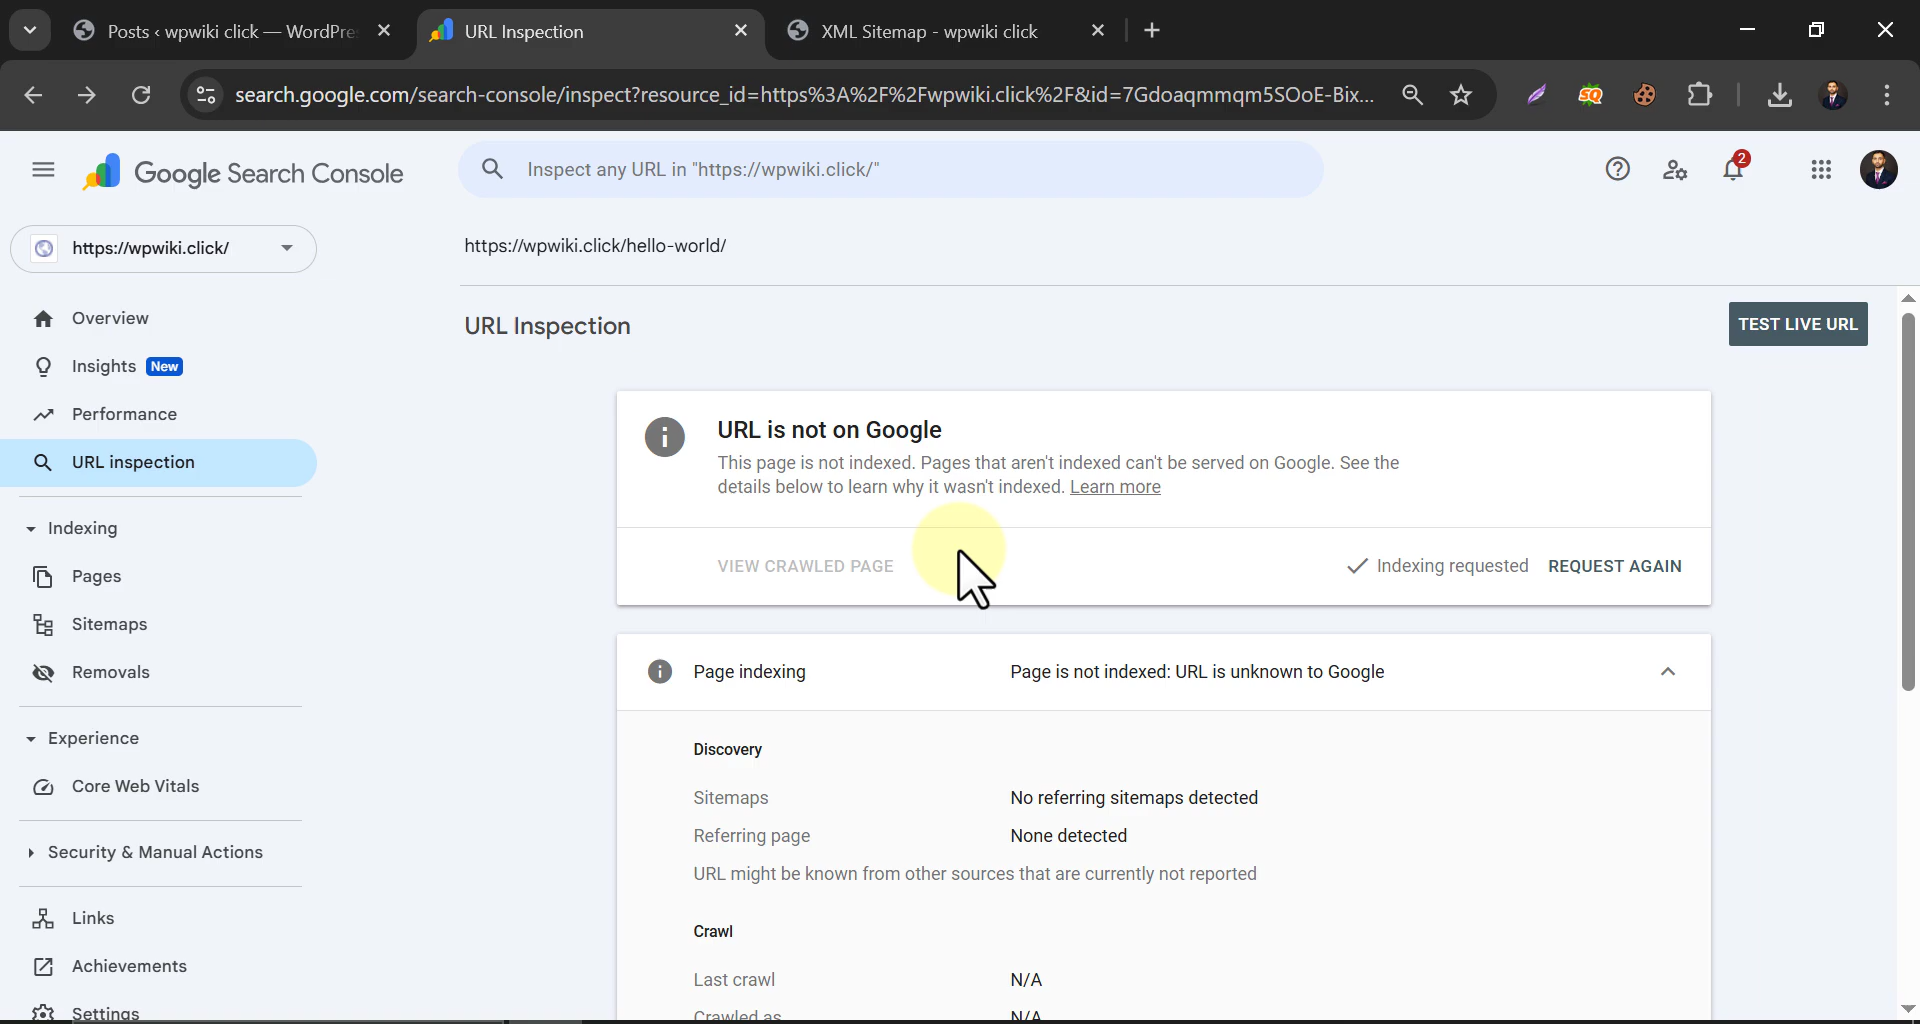 Posts ‹ wpwiki click — WordPre
URL Inspection
XML Sitemap - wpwiki click
search.google.com/search-console/inspect?resource_id=https%3A%2F%2Fwpwiki.click%2F&id=7Gdoaqmmqm5SOoE-Bix...
SQ
Google Search Console
Inspect any URL in "https://wpwiki.click/"
2
https://wpwiki.click/
https://wpwiki.click/hello-world/
Overview
Insights New
Performance
URL inspection
Indexing
Pages
Sitemaps
Removals
Experience
Core Web Vitals
Security & Manual Actions
Links
Achievements
Settings
URL Inspection
TEST LIVE URL
URL is not on Google
This page is not indexed. Pages that aren't indexed can't be served on Google. See the
details below to learn why it wasn't indexed. Learn more
VIEW CRAWLED PAGE
Indexing requested REQUEST AGAIN
Page indexing Page is not indexed: URL is unknown to Google
Discovery
Sitemaps No referring sitemaps detected
Referring page None detected
URL might be known from other sources that are currently not reported
Crawl
Last crawl N/A
Crawled as N/A